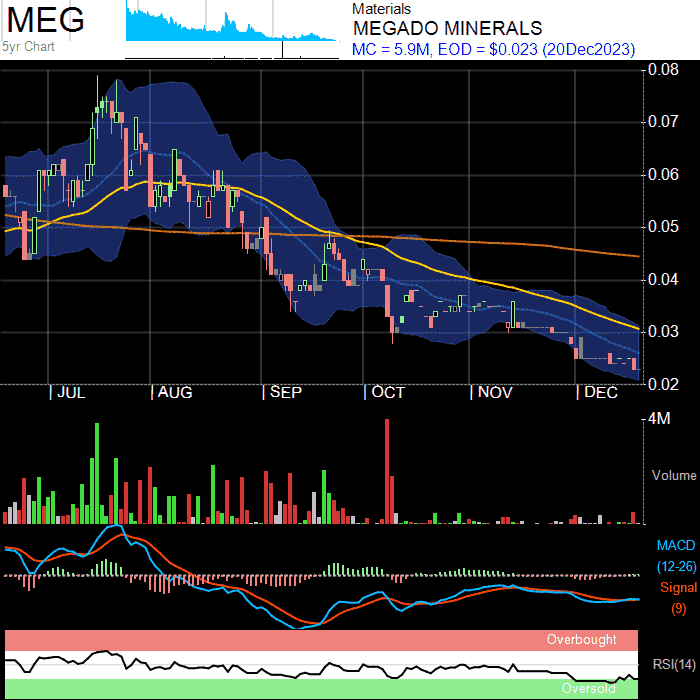 MEG
5yr Chart
Materials
MEGADO MINERALS
MC = 5.9M, EOD = $0.023 (20Dec2023)
0.08
0.07
0.06
0.05
0.04
0.03
0.02
JUL
AUG
SEP
OCT
NOV
DEC
4M
Volume
MACD
(12-26)
Signal
(9)
Overbought
RSI(14)
Oversold